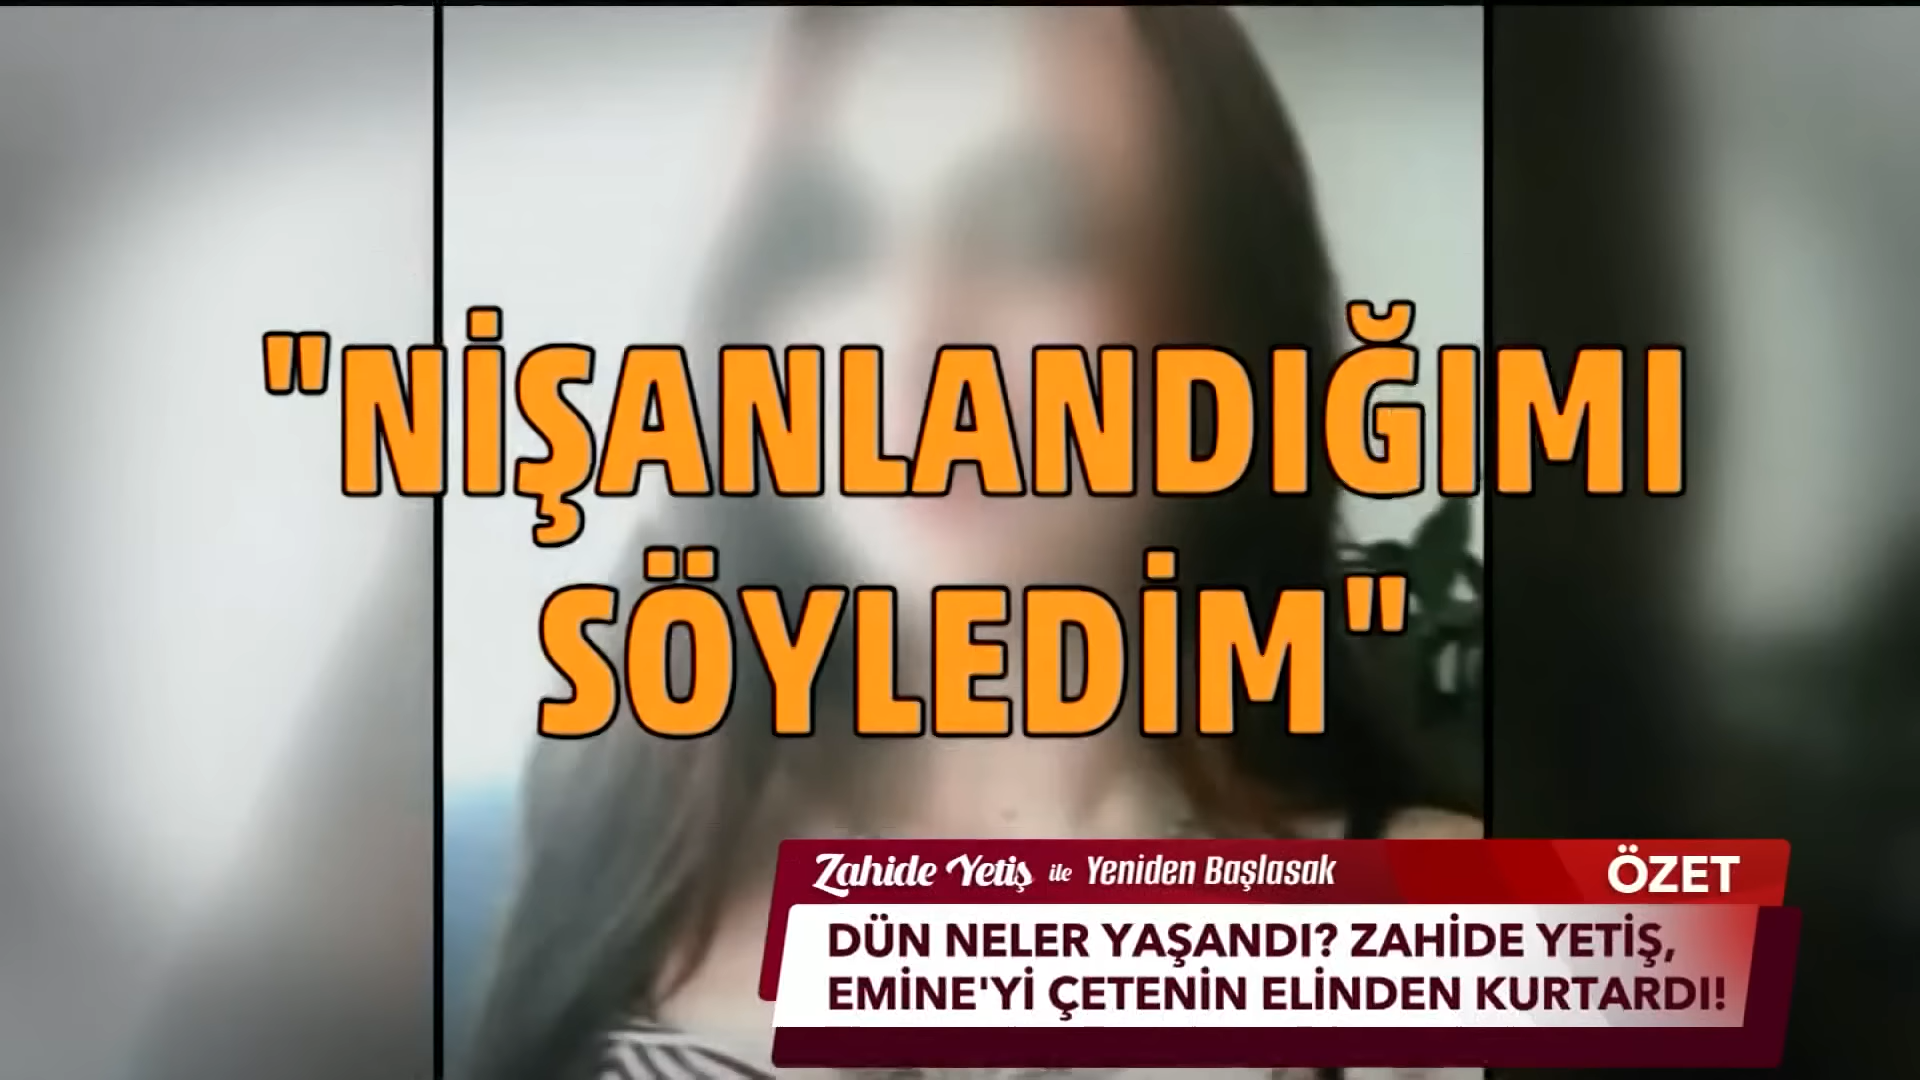 "NİŞANLANDIĞIMI
SÖYLEDİM"
Zahide Yetiş ile Yeniden Başlasak
ÖZET
DÜN NELER YAŞANDI? ZAHİDE YETİŞ,
EMİNE'Yİ ÇETENİN ELİNDEN KURTARDI!